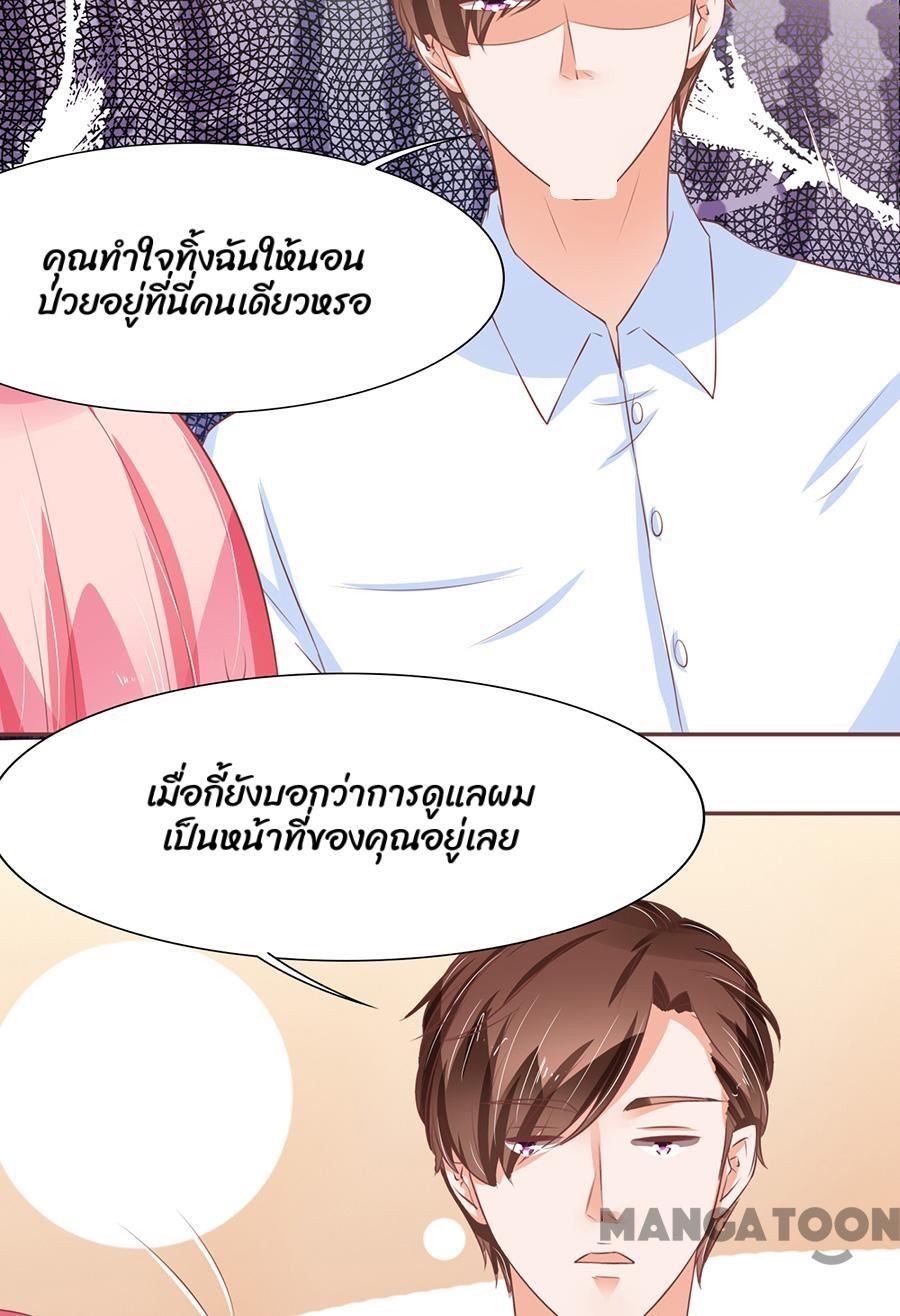 คุณทำใจทิ้งฉันให้นอน
ป่วยอยู่ที่นี่คนเดียวหรอ
เมื่อกี้ยังบอกว่าการดูแลผม
เป็นหน้าที่ของคุณอยู่เลย
MANGATOON